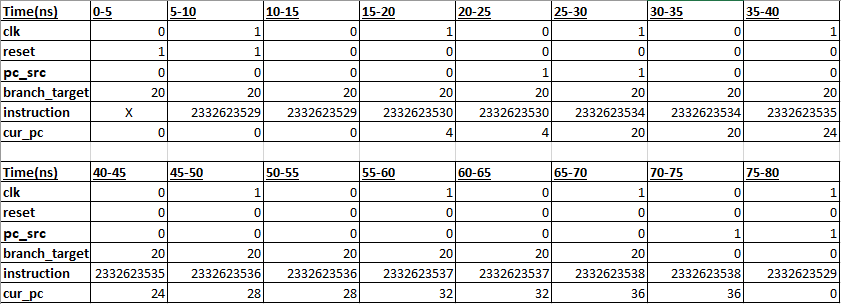 Time(ns) 0-5 5-10 10-15 15-20 20-25 25-30 30-35 35-40
clk 0 1 0 1 0 1 0 1
reset 1 1 0 0 0 0 0 0
pc_src 0 0 0 0 1 1 0 0
branch_target 20 20 20 20 20 20 20 20
instruction X 2332623529 2332623529 2332623530 2332623530 2332623534 2332623534 2332623535
cur_pc 0 0 0 4 4 20 20 24
Time(ns) 40-45 45-50 50-55 55-60 60-65 65-70 70-75 75-80
clk 0 1 0 1 0 1 0 1
reset 0 0 0 0 0 0 0 0
pc_src 0 0 0 0 0 0 1 1
branch_target 20 20 20 20 20 20 0 0
instruction 2332623535 2332623536 2332623536 2332623537 2332623537 2332623538 2332623538 2332623529
cur_pc 24 28 28 32 32 36 36 0